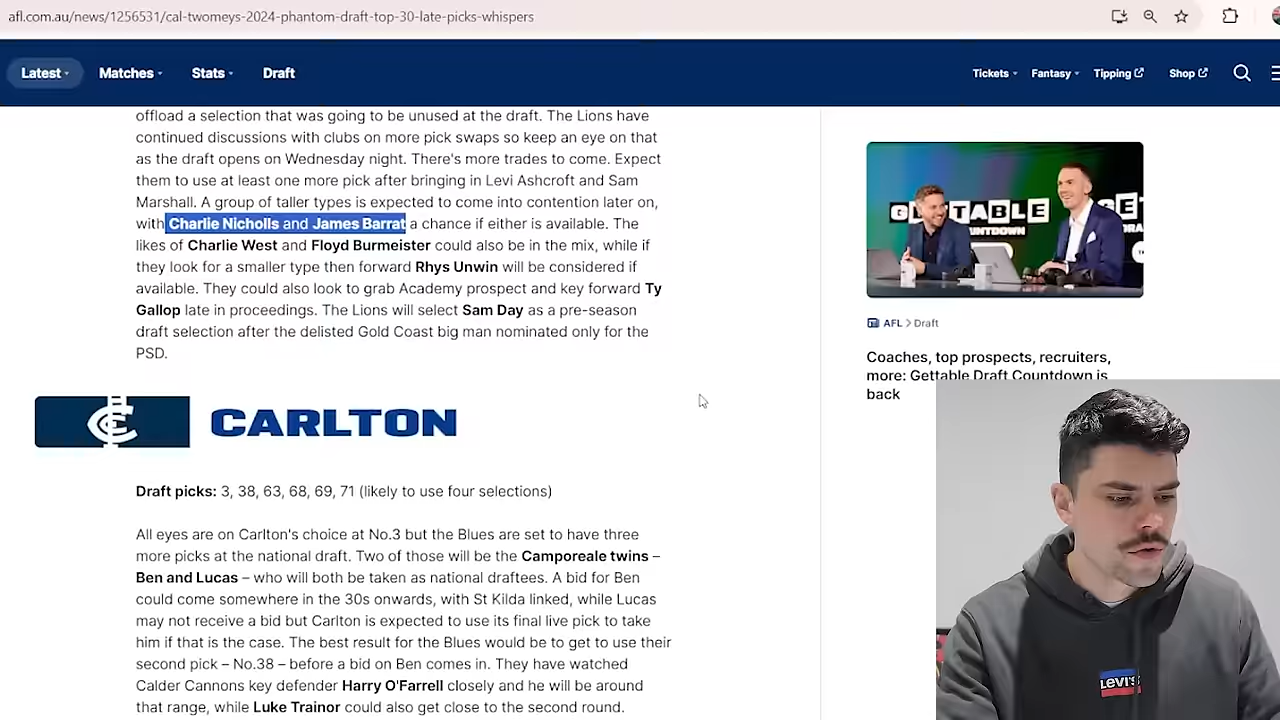 afl.com.au/news/1256531/cal-twomeys-2024-phantom-draft-top-30-late-picks-whispers
Latest Matches Stats Draft Tickets Fantasy Tipping Shop
offload a selection that was going to be unused at the draft. The Lions have
continued discussions with clubs on more pick swaps so keep an eye on that
as the draft opens on Wednesday night. There's more trades to come. Expect
them to use at least one more pick after bringing in Levi Ashcroft and Sam
Marshall. A group of taller types is expected to come into contention later on,
with Charlie Nicholls and James Barrat a chance if either is available. The
likes of Charlie West and Floyd Burmeister could also be in the mix, while if
they look for a smaller type then forward Rhys Unwin will be considered if
available. They could also look to grab Academy prospect and key forward Ty
Gallop late in proceedings. The Lions will select Sam Day as a pre-season
draft selection after the delisted Gold Coast big man nominated only for the
PSD.
CARLTON
Draft picks: 3, 38, 63, 68, 69, 71 (likely to use four selections)
All eyes are on Carlton's choice at No.3 but the Blues are set to have three
more picks at the national draft. Two of those will be the Camporeale twins –
Ben and Lucas – who will both be taken as national draftees. A bid for Ben
could come somewhere in the 30s onwards, with St Kilda linked, while Lucas
may not receive a bid but Carlton is expected to use its final live pick to take
him if that is the case. The best result for the Blues would be to get to use their
second pick – No.38 – before a bid on Ben comes in. They have watched
Calder Cannons key defender Harry O'Farrell closely and he will be around
that range, while Luke Trainor could also get close to the second round.
AFL > Draft
Coaches, top prospects, recruiters,
more: Gettable Draft Countdown is
back
Levi's